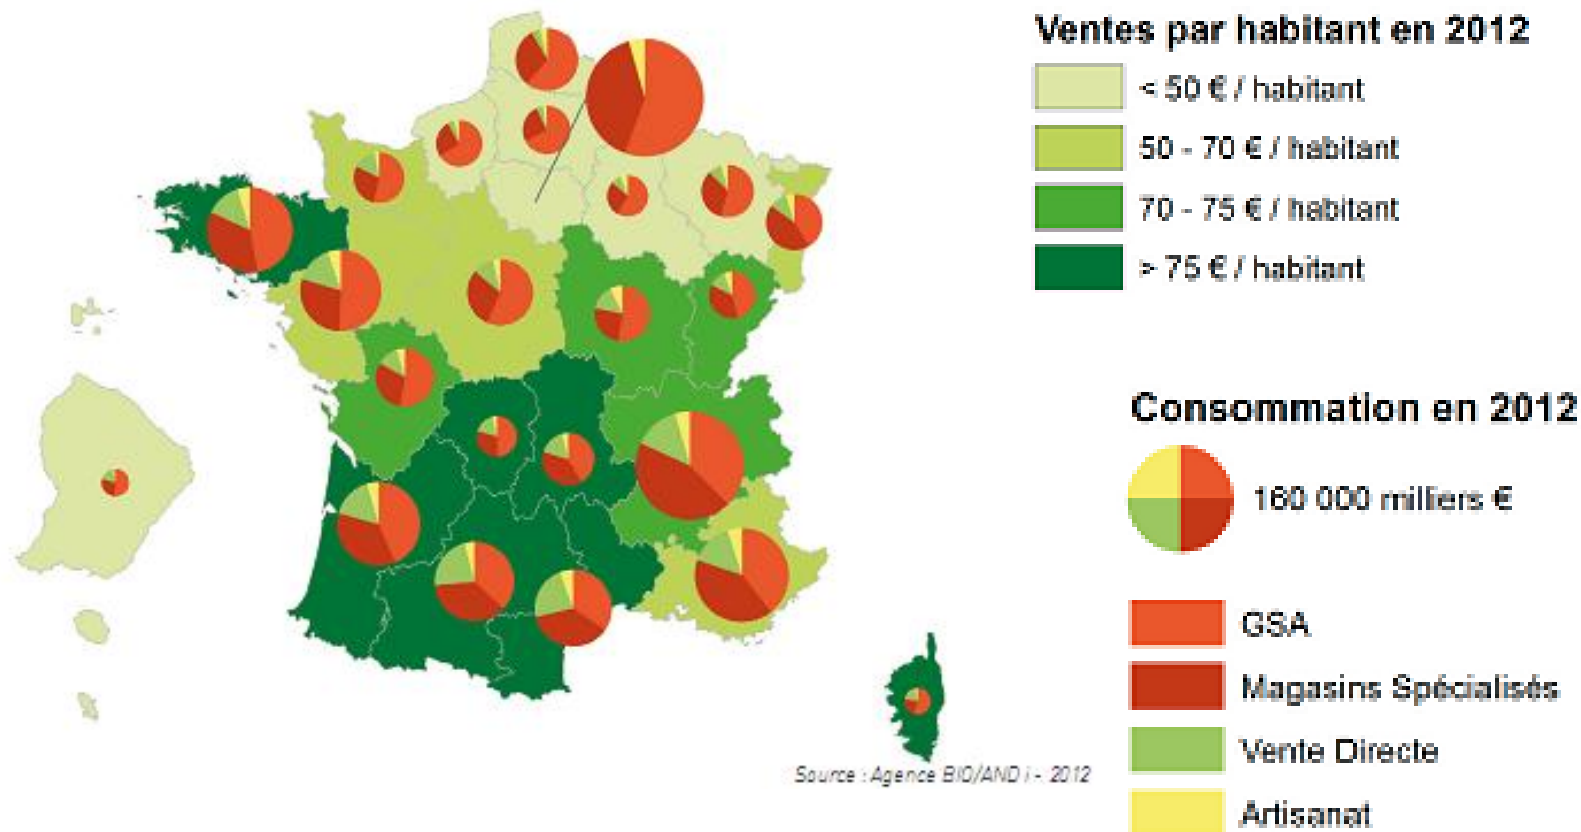 Ventes par habitant en 2012
< 50 € / habitant
50 - 70 € / habitant
70 - 75 € / habitant
> 75 € / habitant
Consommation en 2012
160 000 milliers €
GSA
Magasins Spécialisés
Vente Directe
Artisanat
Source : Agence BIO/AND i - 2012